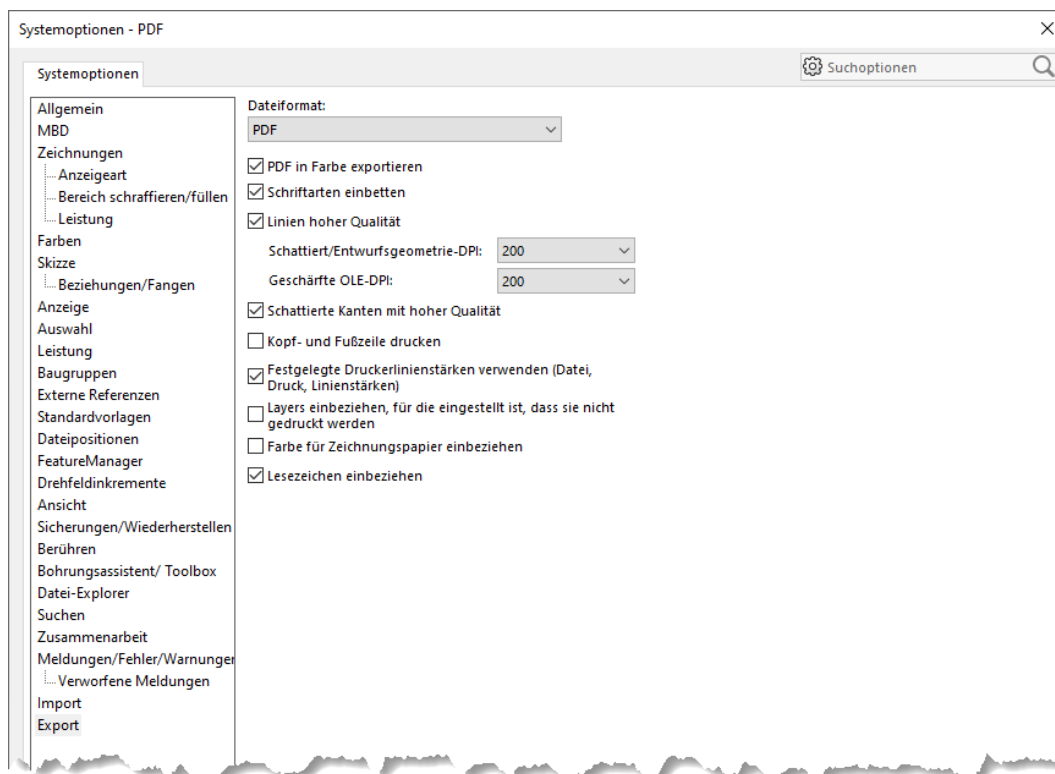 Systemoptionen - PDF
Systemoptionen
Suchoptionen
Allgemein
MBD
Zeichnungen
Anzeigeart
Bereich schraffieren/füllen
Leistung
Farben
Skizze
Beziehungen/Fangen
Anzeige
Auswahl
Leistung
Baugruppen
Externe Referenzen
Standardvorlagen
Dateipositionen
FeatureManager
Drehfeldinkremente
Ansicht
Sicherungen/Wiederherstellen
Berühren
Bohrungsassistent/ Toolbox
Datei-Explorer
Suchen
Zusammenarbeit
Meldungen/Fehler/Warnunger
Verworfene Meldungen
Import
Export
Dateiformat:
PDF
PDF in Farbe exportieren
Schriftarten einbetten
Linien hoher Qualität
Schattiert/Entwurfsgeometrie-DPI: 200
Geschärfte OLE-DPI: 200
Schattierte Kanten mit hoher Qualität
Kopf- und Fußzeile drucken
Festgelegte Druckerlinienstärken verwenden (Datei,
Druck, Linienstärken)
Layers einbeziehen, für die eingestellt ist, dass sie nicht
gedruckt werden
Farbe für Zeichnungspapier einbeziehen
Lesezeichen einbeziehen